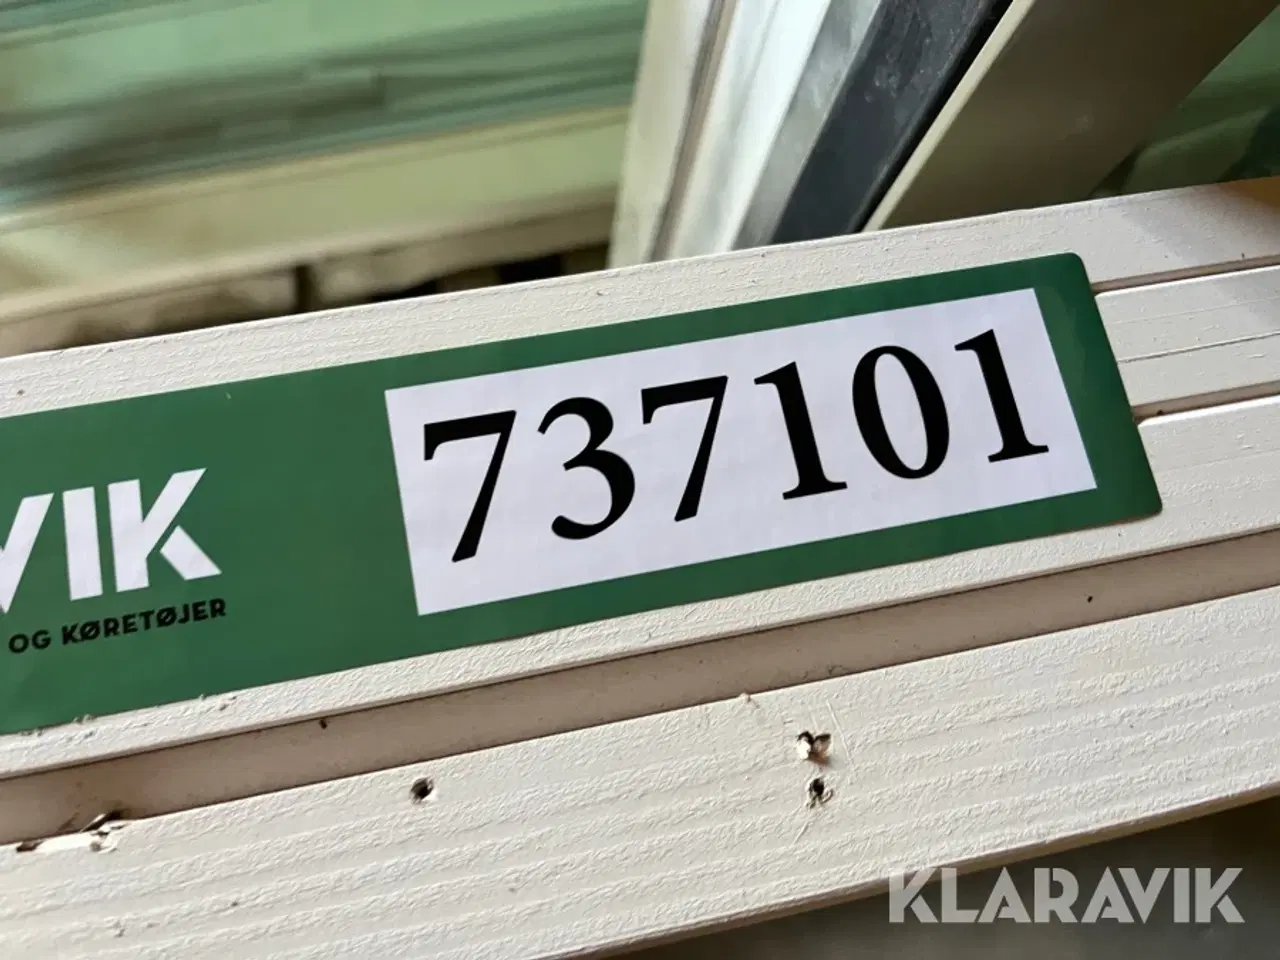 VIK
OG KØRETØJER
737101
KLARAVIK